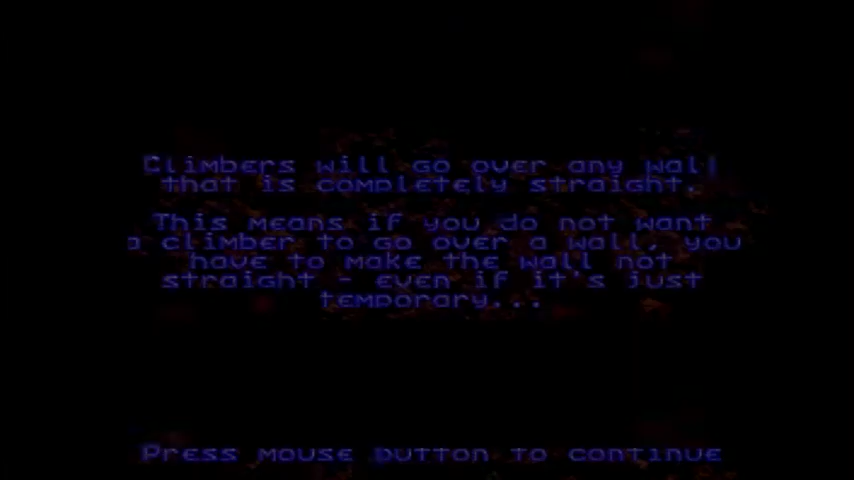 Climbers will go over any wall
that is completely straight.
This means if you do not want
a climber to go over a wall, you
have to make the wall not
straight - even if it's just
temporary...
Press mouse button to continue